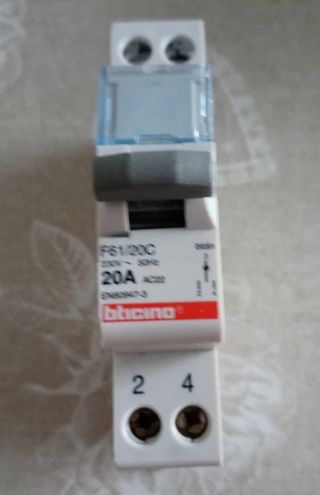 F61/20C
230V~ 50Hz
20A AC22
EN60947-3
bticino
2 4